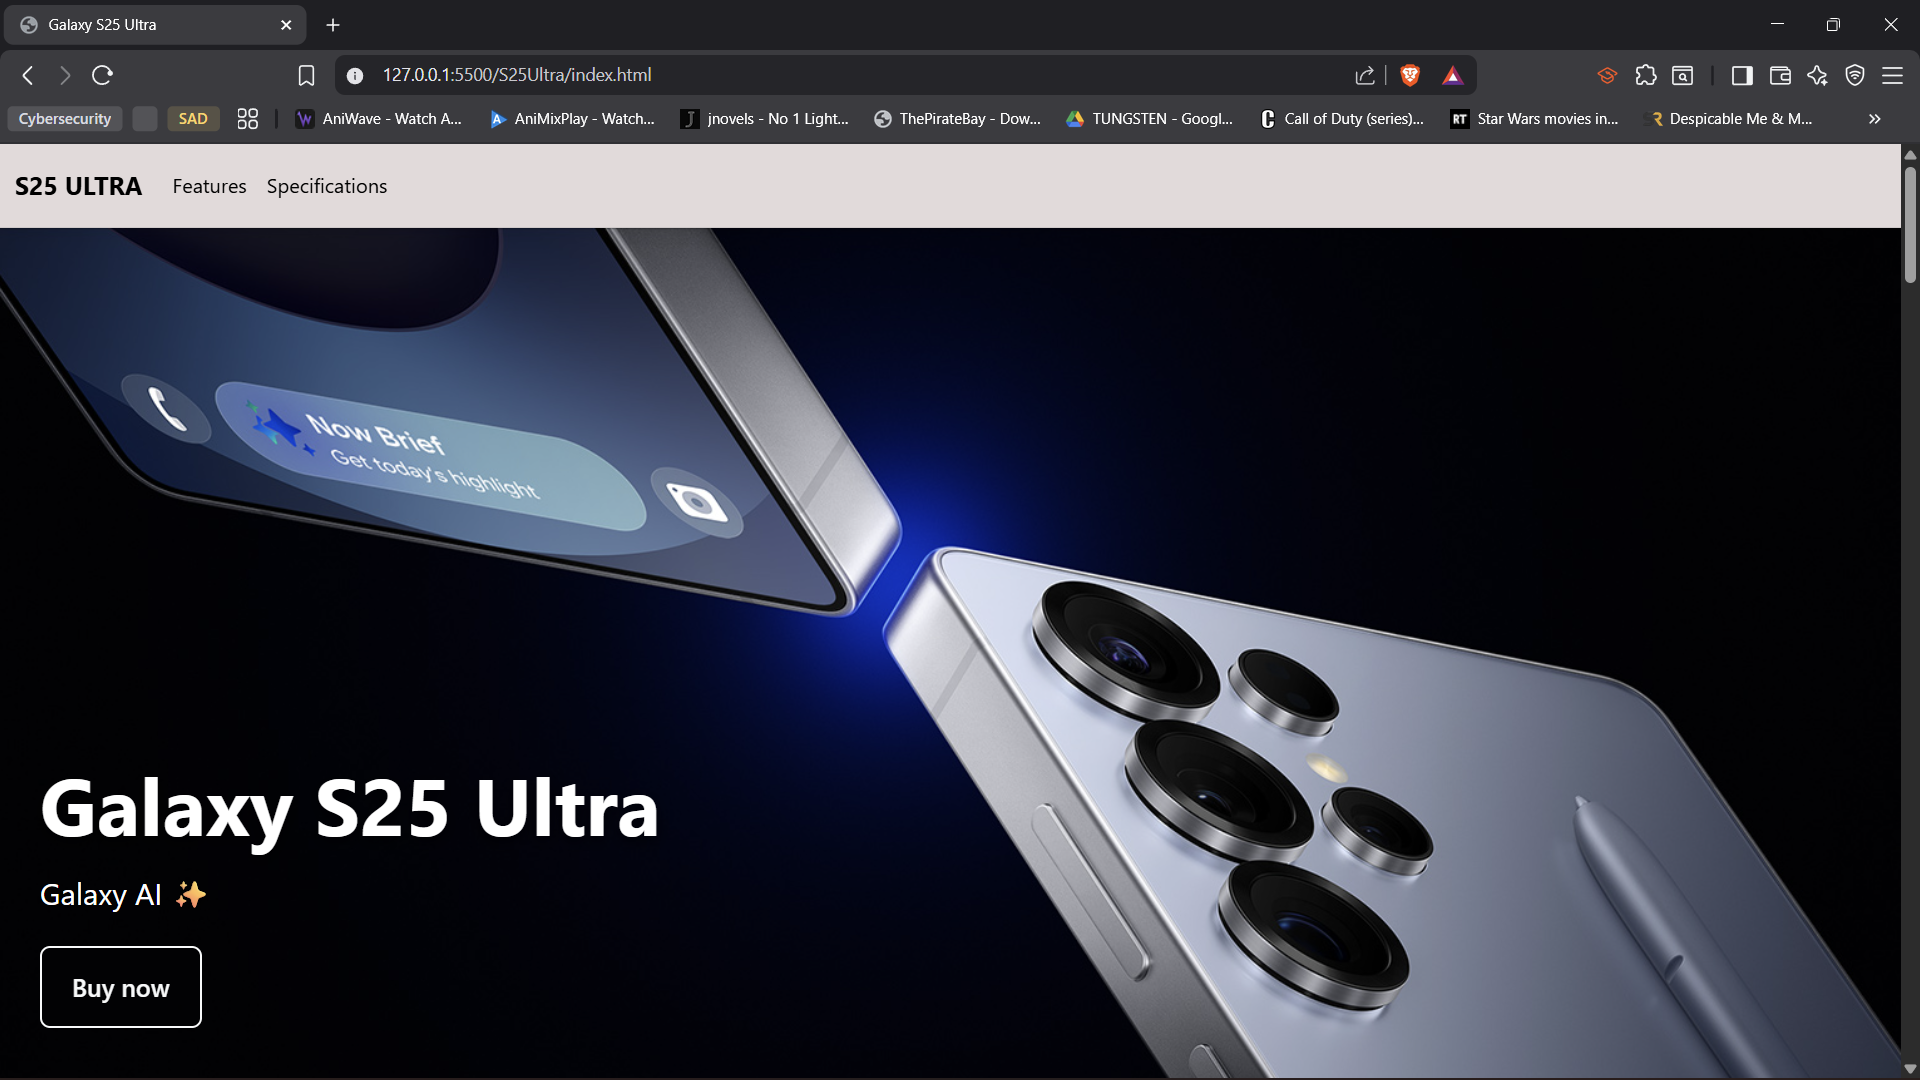 Galaxy S25 Ultra
127.0.0.1:5500/S25Ultra/index.html
Cybersecurity SAD AniWave - Watch A... AniMixPlay - Watch... jnovels - No 1 Light... ThePirateBay - Dow... TUNGSTEN - Googl... Call of Duty (series)... Star Wars movies in... Despicable Me & M...
S25 ULTRA Features Specifications
Now Brief
Get today's highlight
Galaxy S25 Ultra
Galaxy AI ✨
Buy now